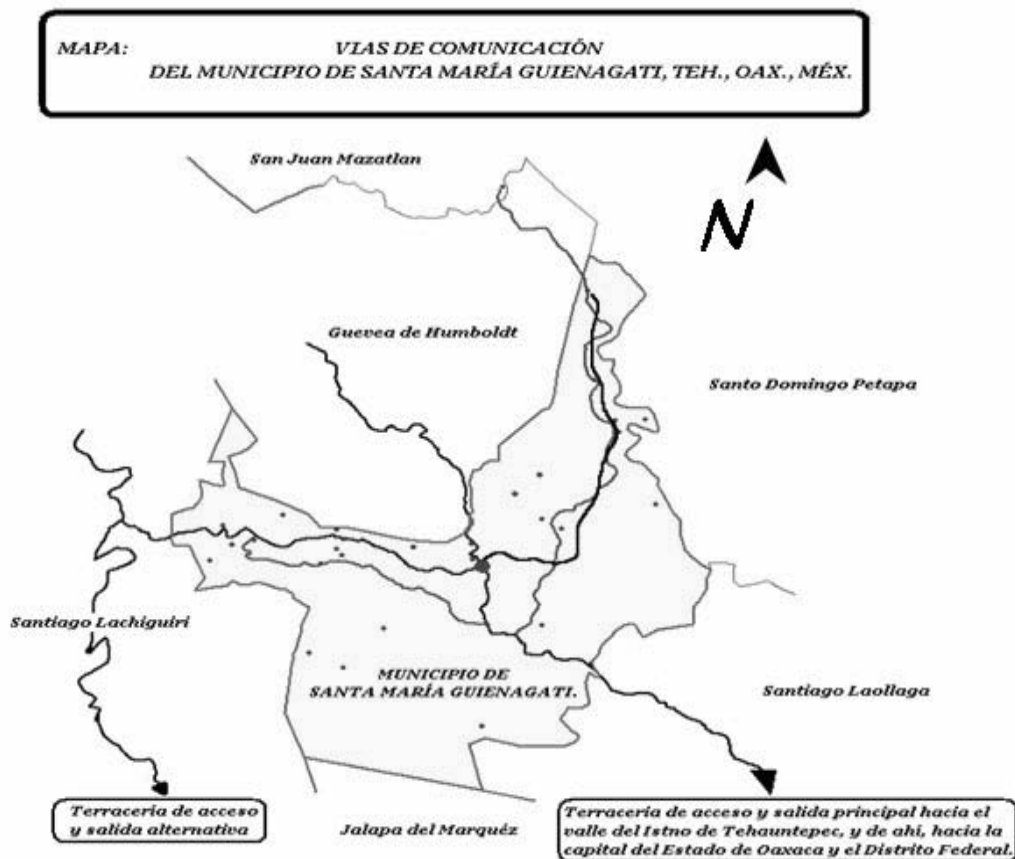 MAPA: VIAS DE COMUNICACIÓN
DEL MUNICIPIO DE SANTA MARÍA GUIENAGATI, TEH., OAX., MÉX.
San Juan Mazatlan
N
Guevea de Humboldt
Santo Domingo Petapa
Santiago Lachiguiri
MUNICIPIO DE
SANTA MARÍA GUIENAGATI.
Santiago Laollaga
Terracería de acceso
y salida alternativa
Jalapa del Marquéz
Terracería de acceso y salida principal hacia el
valle del Istno de Tehauntepec, y de ahí, hacia la
capital del Estado de Oaxaca y el Distrito Federal.